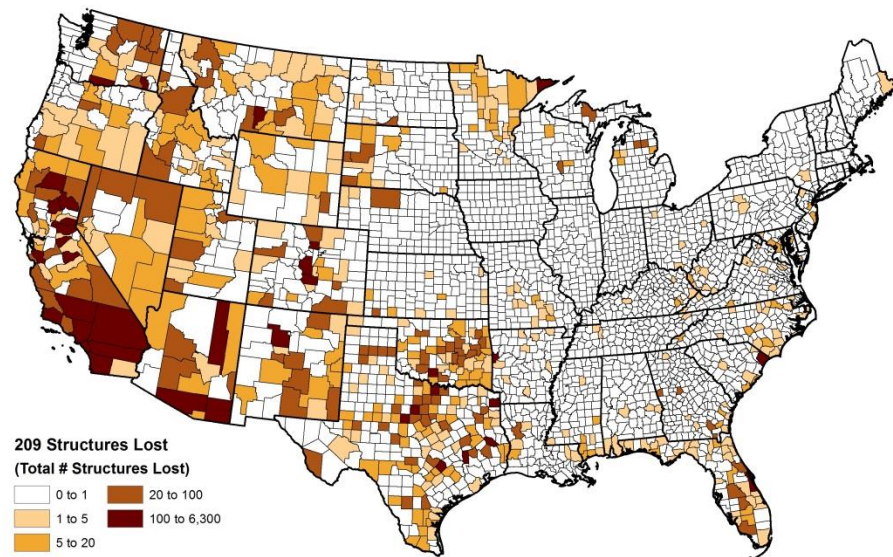 209 Structures Lost
(Total # Structures Lost)
0 to 1
20 to 100
1 to 5
100 to 6,300
5 to 20